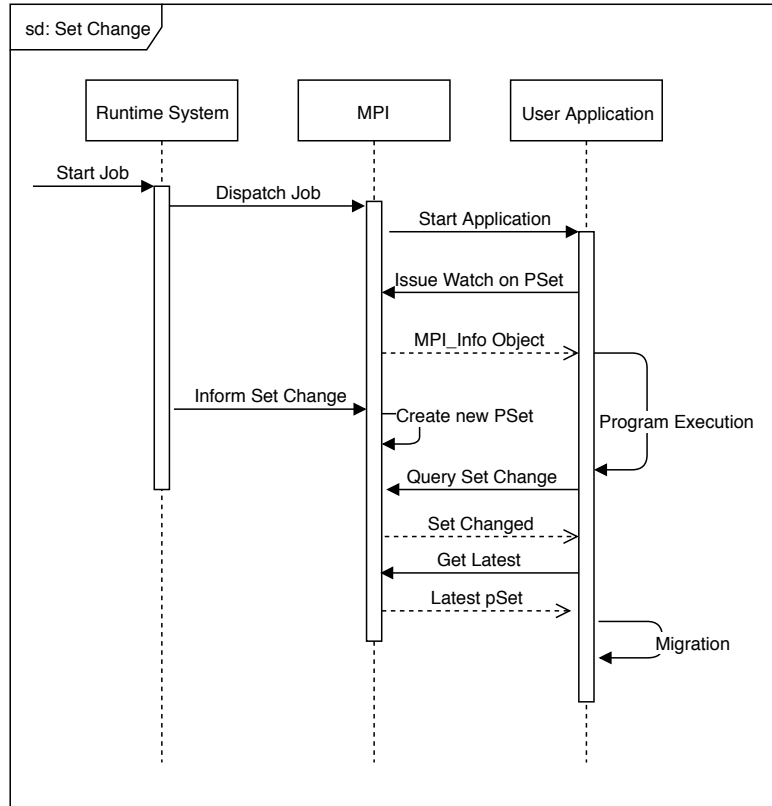 sd: Set Change
Runtime System
MPI
User Application
Start Job
Dispatch Job
Start Application
Issue Watch on PSet
MPI_Info Object
Inform Set Change
Create new PSet
Program Execution
Query Set Change
Set Changed
Get Latest
Latest pSet
Migration